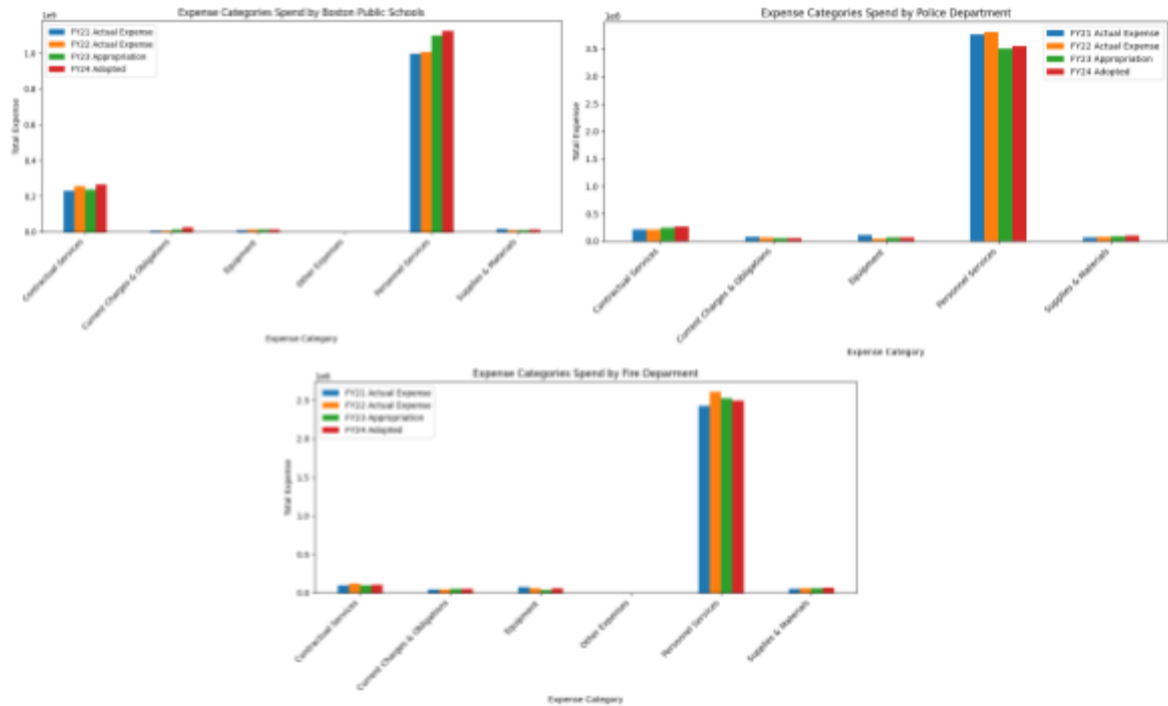 Expense Categories Spend by Boston Public Schools
1e9
FY21 Actual Expense
FY22 Actual Expense
FY23 Appropriation
FY24 Adopted
Total Expense
1.0
0.8
0.6
0.4
0.2
0.0
Contractual Services
Current Charges & Obligations
Equipment
Other Expenses
Personnel Services
Supplies & Materials
Expense Category
Expense Categories Spend by Police Department
FY21 Actual Expense
FY22 Actual Expense
FY23 Appropriation
FY24 Adopted
Total Expense
3.5
3.0
2.5
2.0
1.5
1.0
0.5
0.0
Contractual Services
Current Charges & Obligations
Equipment
Personnel Services
Supplies & Materials
Expense Category
Expense Categories Spend by Fire Deparment
FY21 Actual Expense
FY22 Actual Expense
FY23 Appropriation
FY24 Adopted
Total Expense
2.5
2.0
1.5
1.0
0.5
0.0
Contractual Services
Current Charges & Obligations
Equipment
Other Expenses
Personnel Services
Supplies & Materials
Expense Category